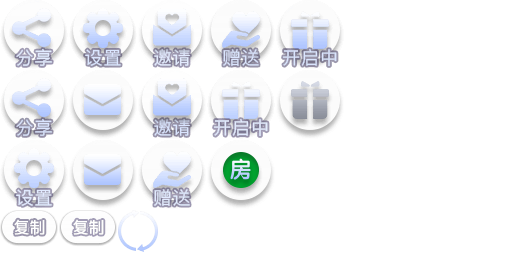 分享 设置 邀请 赠送 开启中
分享 邀请 开启中
设置 赠送 房
复制 复制